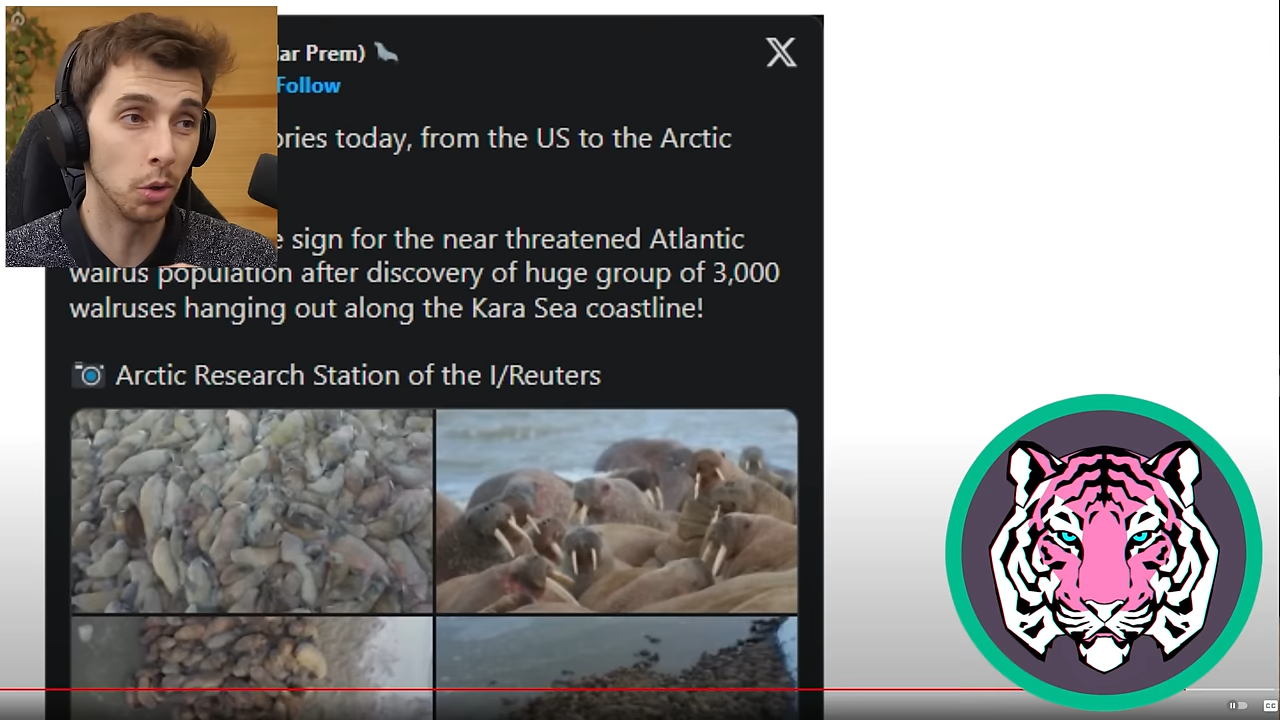 lar Prem)
Follow
ories today, from the US to the Arctic
e sign for the near threatened Atlantic
walrus population after discovery of huge group of 3,000
walruses hanging out along the Kara Sea coastline!
Arctic Research Station of the I/Reuters
CC